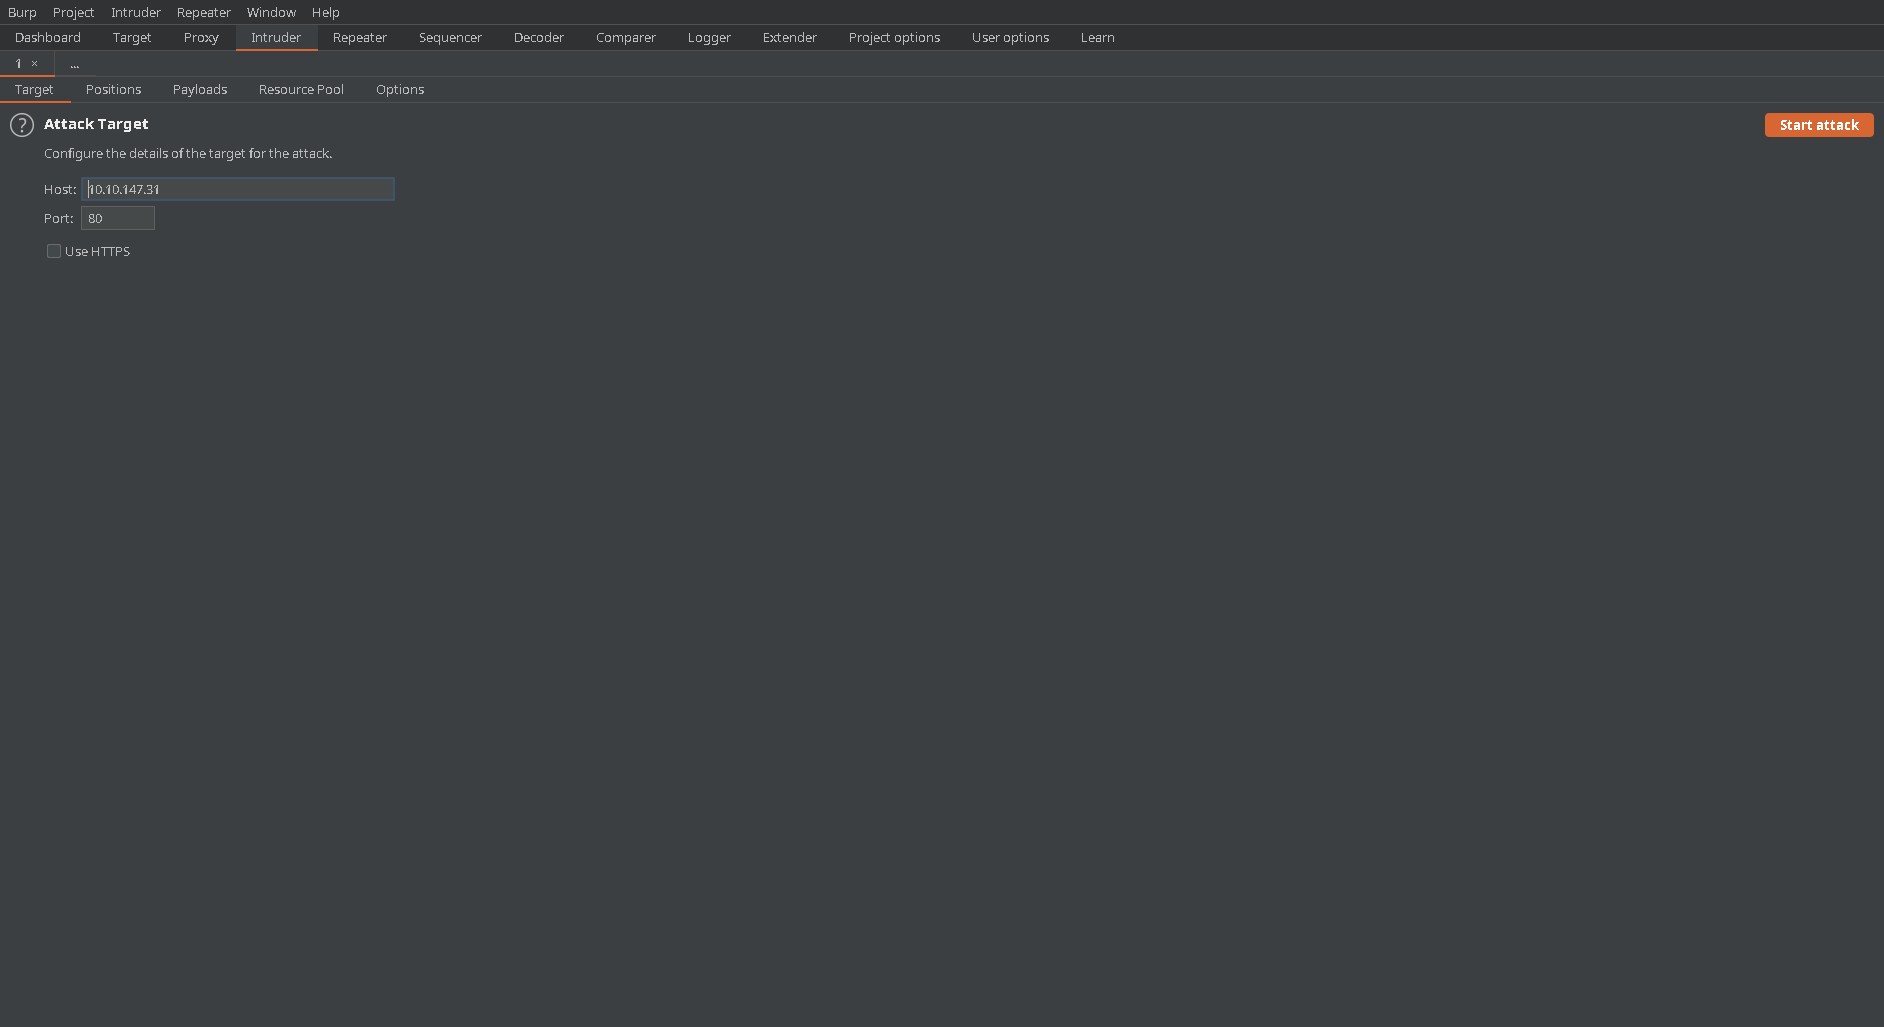 Burp Project Intruder Repeater Window Help
Dashboard Target Proxy Intruder Repeater Sequencer Decoder Comparer Logger Extender Project options User options Learn
1 × ...
Target Positions Payloads Resource Pool Options
? Attack Target Start attack
Configure the details of the target for the attack.
Host: 10.10.147.31
Port: 80
Use HTTPS